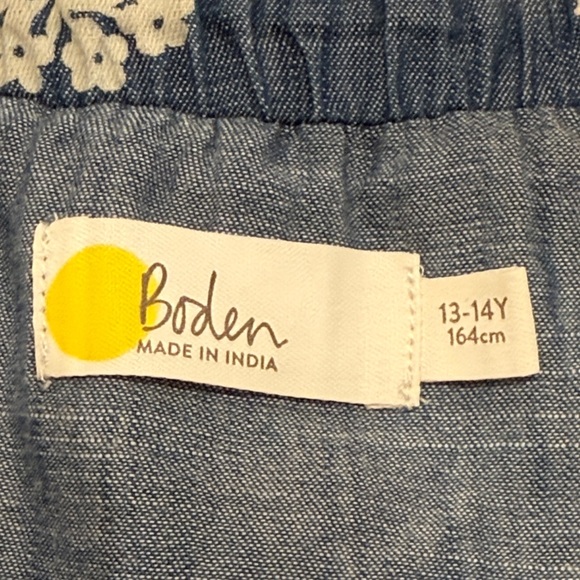 Boden
MADE IN INDIA
13-14Y
164cm